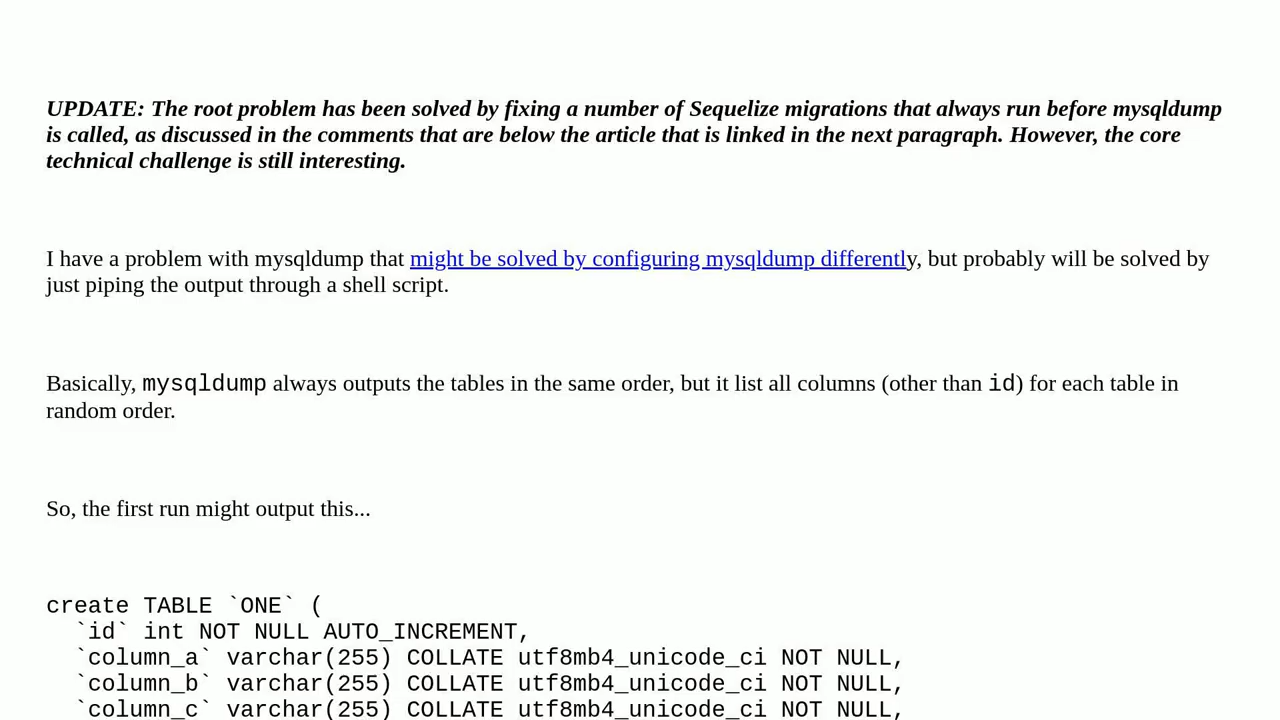 UPDATE: The root problem has been solved by fixing a number of Sequelize migrations that always run before mysqldump
is called, as discussed in the comments that are below the article that is linked in the next paragraph. However, the core
technical challenge is still interesting.
I have a problem with mysqldump that might be solved by configuring mysqldump differently, but probably will be solved by
just piping the output through a shell script.
Basically, mysqldump always outputs the tables in the same order, but it list all columns (other than id) for each table in
random order.
So, the first run might output this...
create TABLE `ONE` (
  `id` int NOT NULL AUTO_INCREMENT,
  `column_a` varchar(255) COLLATE utf8mb4_unicode_ci NOT NULL,
  `column_b` varchar(255) COLLATE utf8mb4_unicode_ci NOT NULL,
  `column_c` varchar(255) COLLATE utf8mb4_unicode_ci NOT NULL,